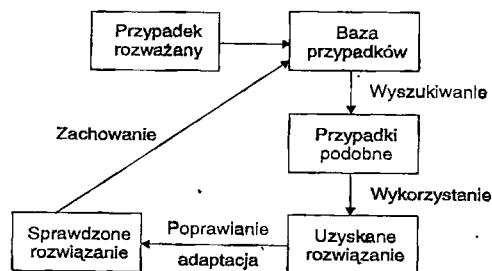 Przypadek
rozważany
Baza
przypadków
Wyszukiwanie
Przypadki
podobne
Wykorzystanie
Uzyskane
rozwiązanie
Poprawianie
adaptacja
Sprawdzone
rozwiązanie
Zachowanie